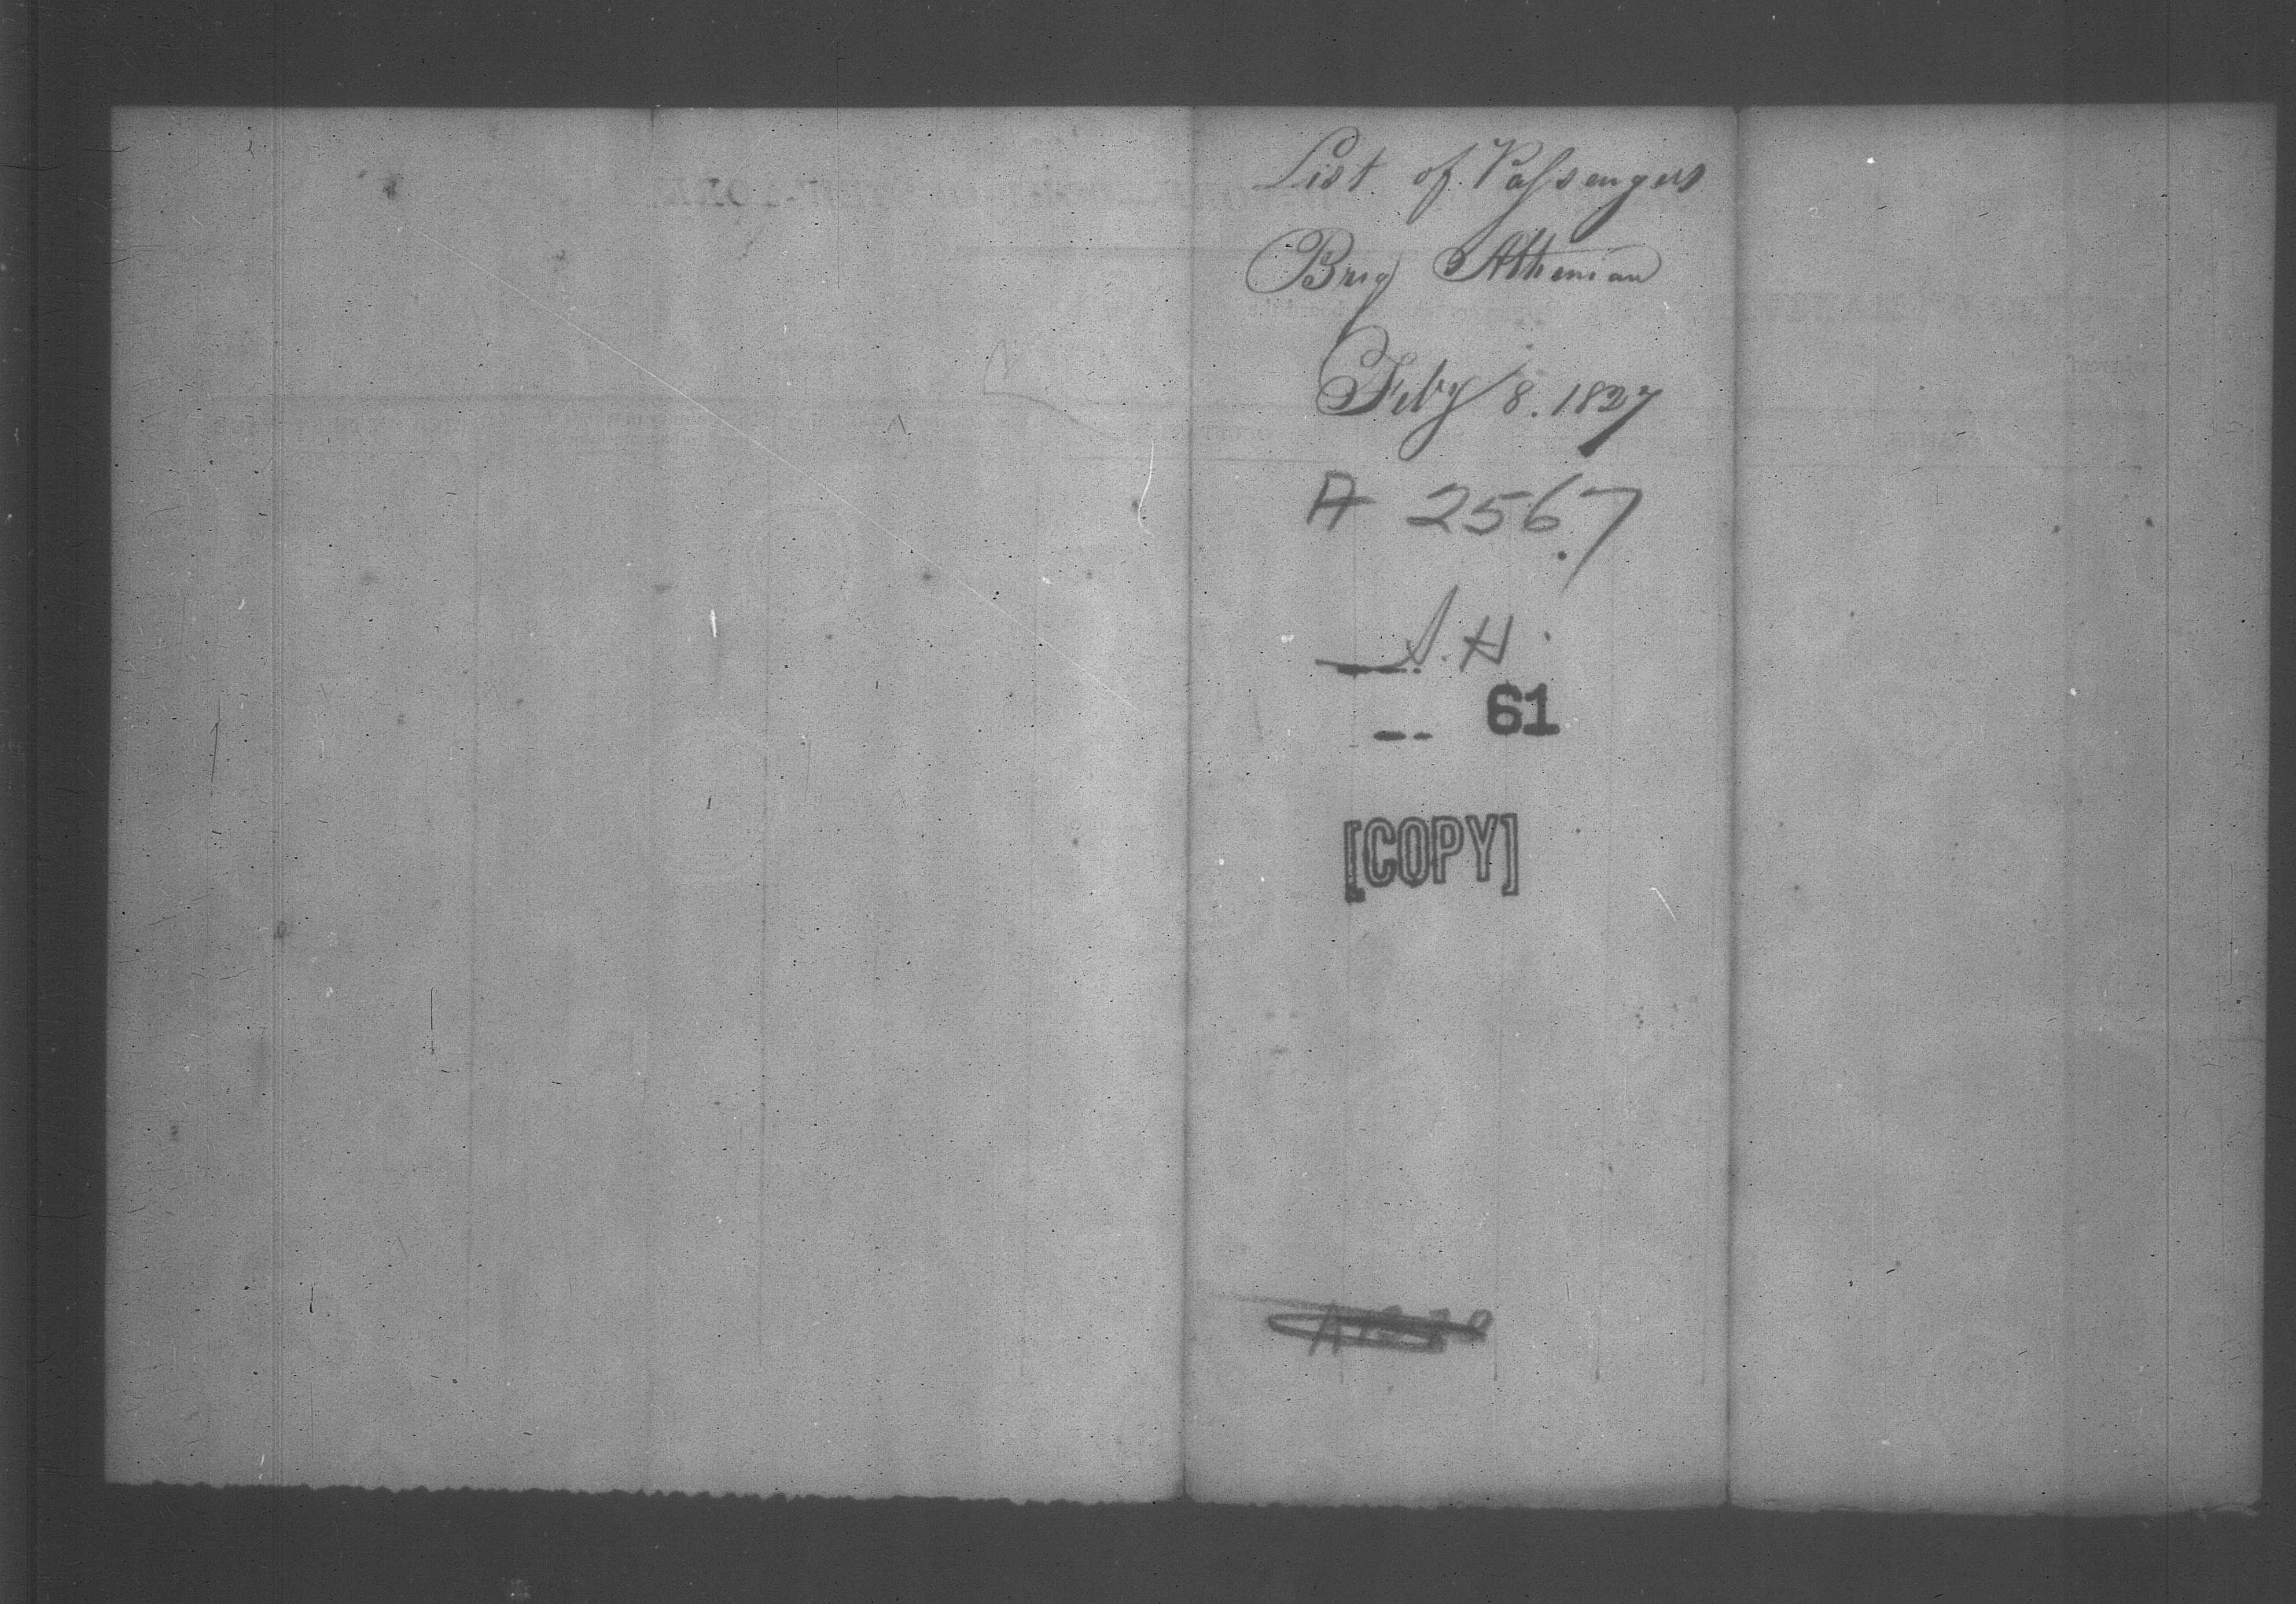 List of Passengers
Brig Athenian
Feby 8. 1827
A 2567
A. H.
61
[COPY]